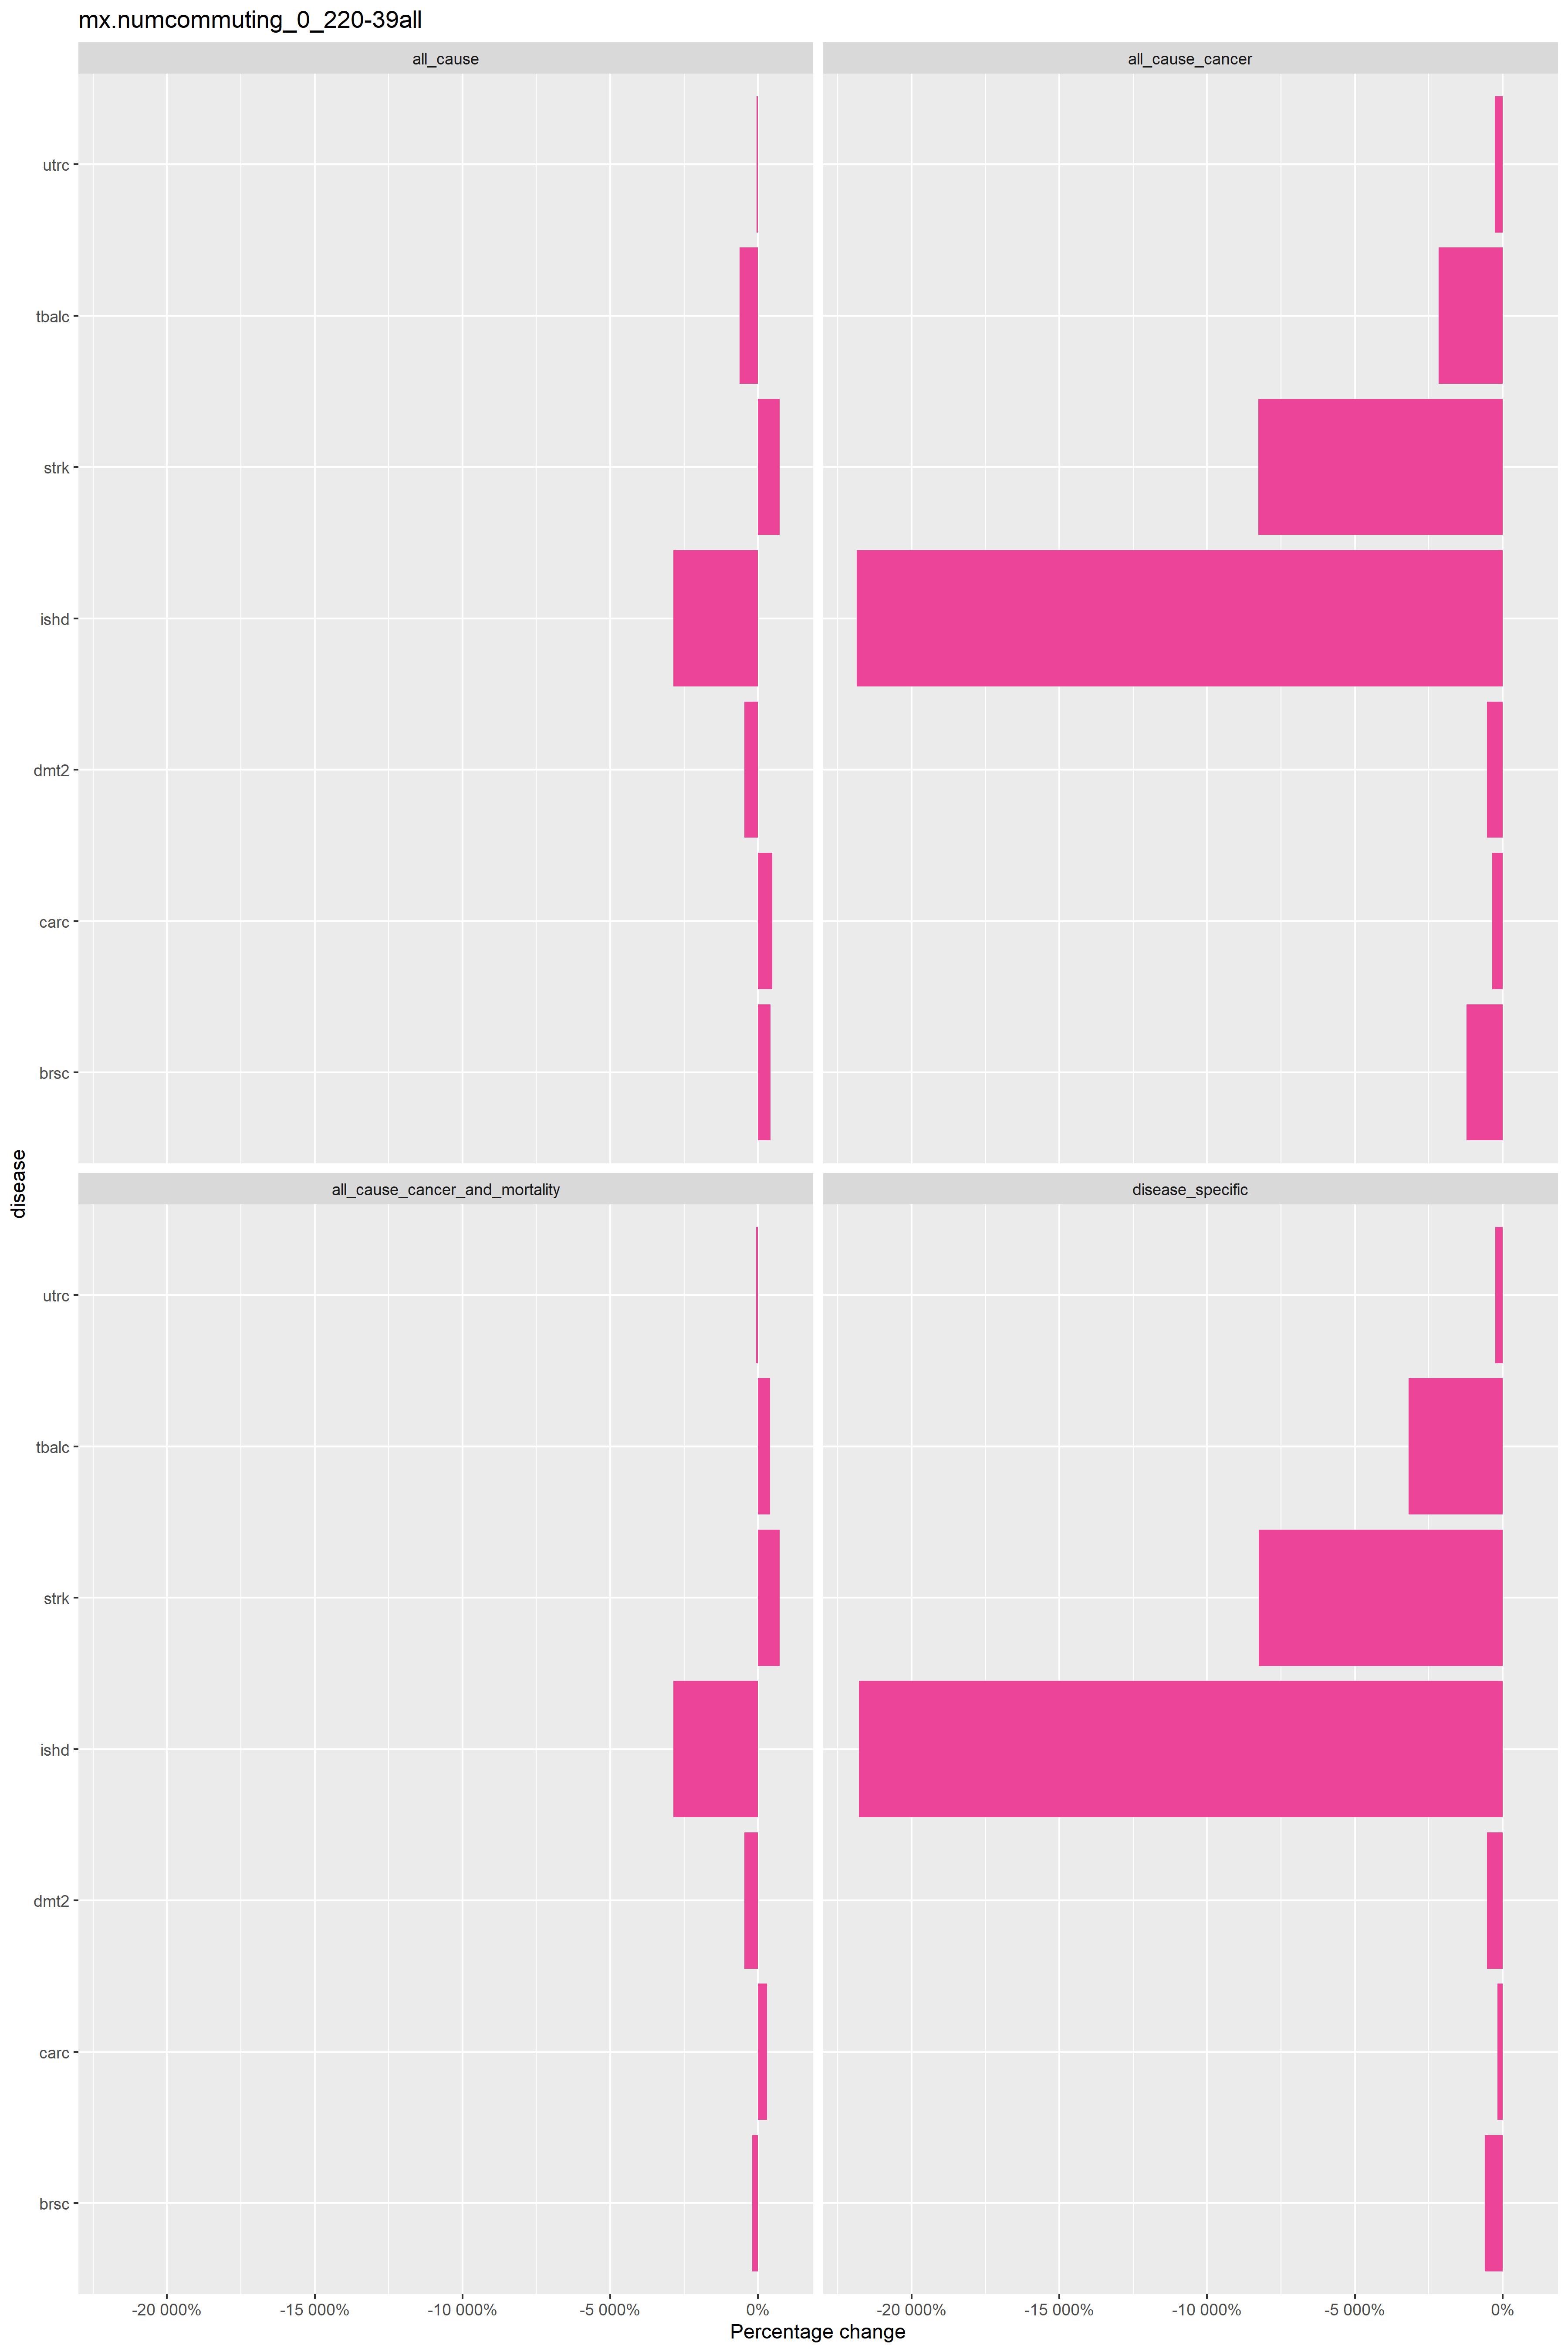 mx.numcommuting_0_220-39all
all_cause
all_cause_cancer
utrc
tbalc
strk
ishd
dmt2
carc
brsc
disease
all_cause_cancer_and_mortality
disease_specific
utrc
tbalc
strk
ishd
dmt2
carc
brsc
-20 000% -15 000% -10 000% -5 000% 0% -20 000% -15 000% -10 000% -5 000% 0%
Percentage change